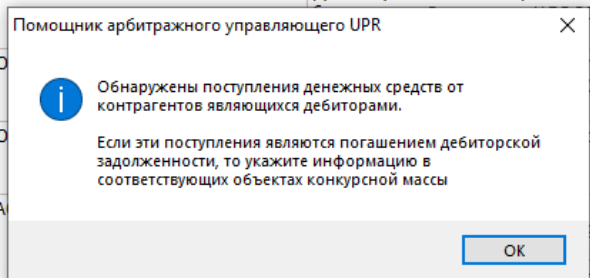 Помощник арбитражного управляющего UPR
Обнаружены поступления денежных средств от
контрагентов являющихся дебиторами.
Если эти поступления являются погашением дебиторской
задолженности, то укажите информацию в
соответствующих объектах конкурсной массы
ОК